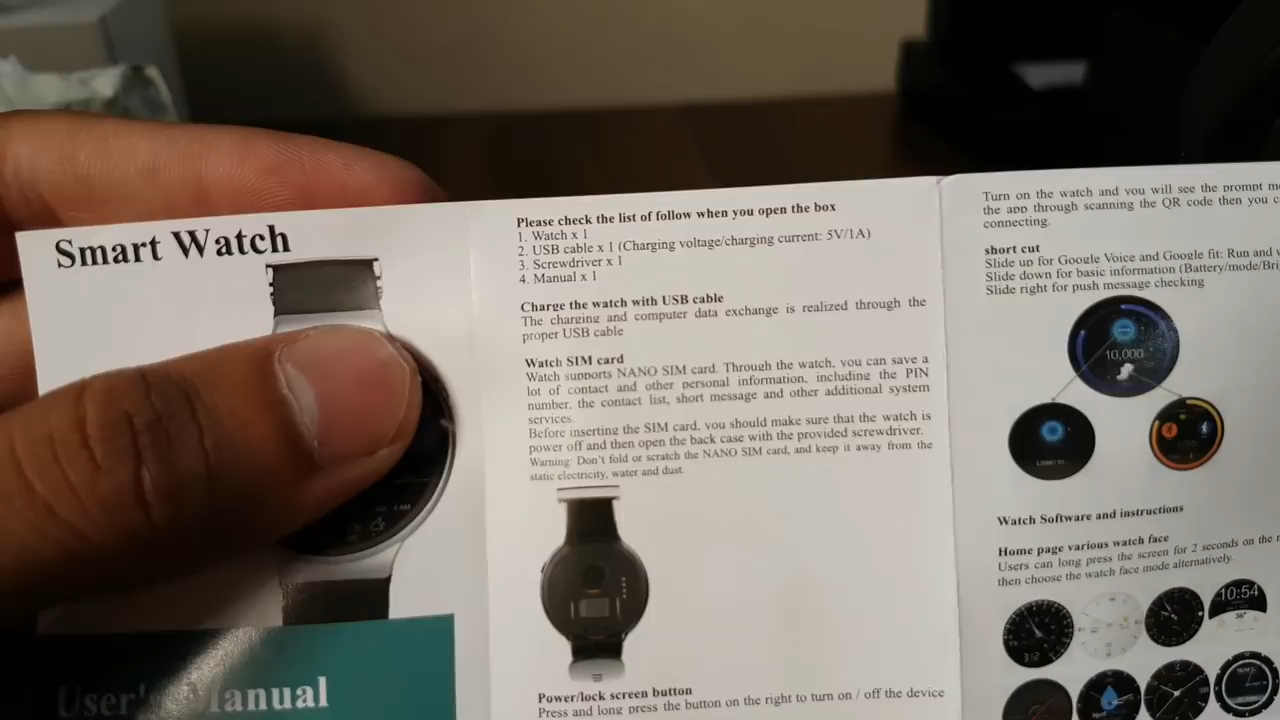 Smart Watch
User's Manual
Please check the list of follow when you open the box
1. Watch x 1
2. USB cable x 1 (Charging voltage/charging current: 5V/1A)
3. Screwdriver x 1
4. Manual x 1
Charge the watch with USB cable
The charging and computer data exchange is realized through the
proper USB cable
Watch SIM card
Watch supports NANO SIM card. Through the watch, you can save a
lot of contact and other personal information, including the PIN
number, the contact list, short message and other additional system
services.
Before inserting the SIM card, you should make sure that the watch is
power off and then open the back case with the provided screwdriver.
Warning: Don't fold or scratch the NANO SIM card, and keep it away from the
static electricity, water and dust.
Power/lock screen button
Press and long press the button on the right to turn on / off the device
Turn on the watch and you will see the prompt
the app through scanning the QR code then you
connecting.
short cut
Slide up for Google Voice and Google fit: Run and
Slide down for basic information (Battery/mode/Bri
Slide right for push message checking
10,000
Watch Software and instructions
Home page various watch face
Users can long press the screen for 2 seconds on the
then choose the watch face mode alternatively.
10:54
36°